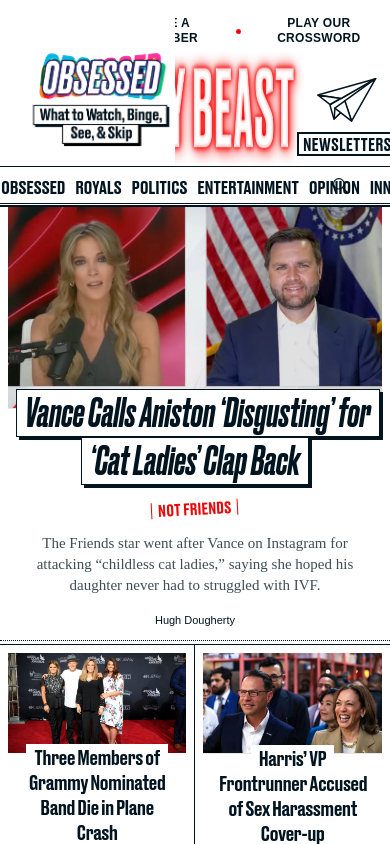 E A
BER
PLAY OUR
CROSSWORD
OBSESSED
What to Watch, Binge,
See, & Skip
Y BEAST
NEWSLETTERS
OBSESSED ROYALS POLITICS ENTERTAINMENT OPINION INN
Vance Calls Aniston ‘Disgusting’ for
‘Cat Ladies’ Clap Back
NOT FRIENDS
The Friends star went after Vance on Instagram for
attacking “childless cat ladies,” saying she hoped his
daughter never had to struggled with IVF.
Hugh Dougherty
Three Members of
Grammy Nominated
Band Die in Plane
Crash
Harris’ VP
Frontrunner Accused
of Sex Harassment
Cover-up